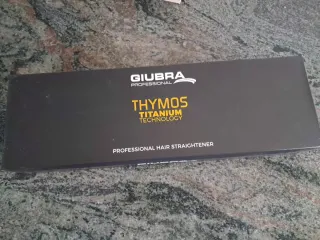 GIUBRA
PROFESSIONAL
THYMOS
TITANIUM
TECHNOLOGY
PROFESSIONAL HAIR STRAIGHTENER